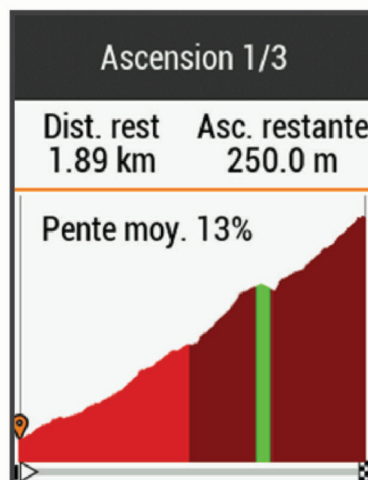 Ascension 1/3
Dist. rest Asc. restante
1.89 km 250.0 m
Pente moy. 13%